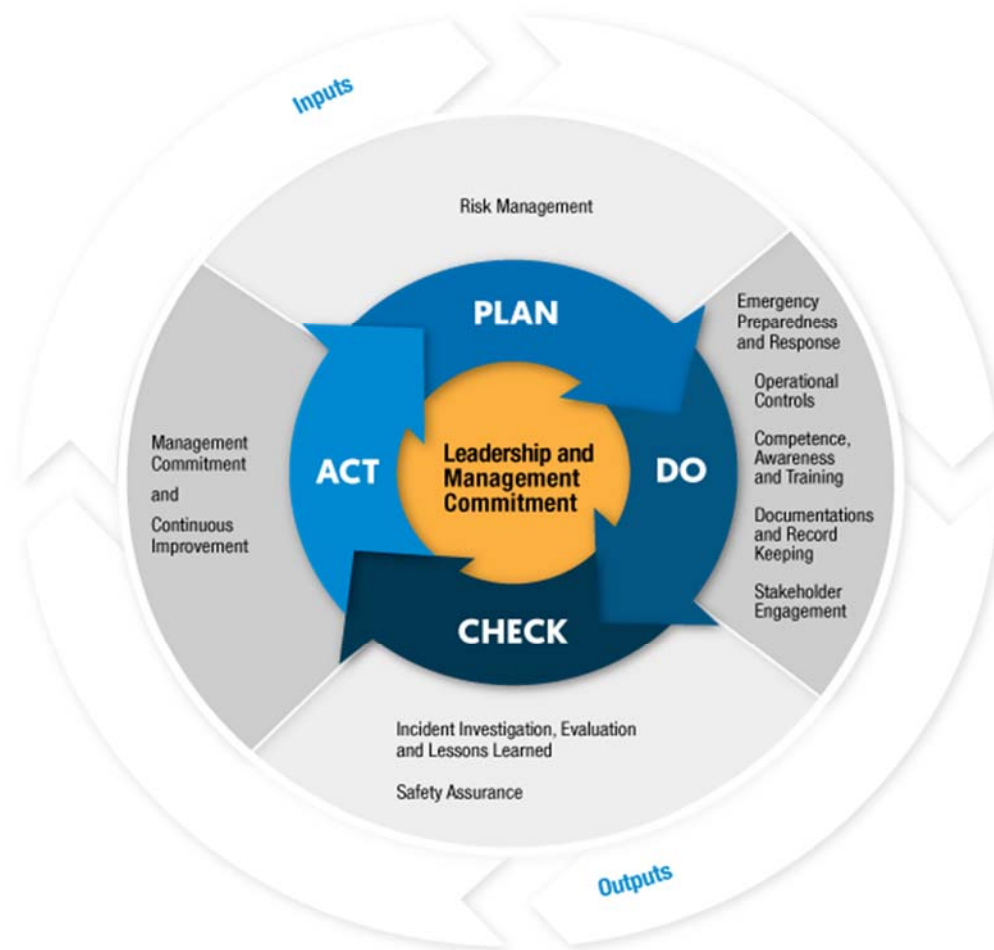 Inputs
Risk Management
PLAN
Emergency
Preparedness
and Response
Operational
Controls
Competence,
Awareness
and Training
Documentations
and Record
Keeping
Stakeholder
Engagement
DO
Leadership and
Management
Commitment
ACT
Management
Commitment
and
Continuous
Improvement
CHECK
Incident Investigation, Evaluation
and Lessons Learned
Safety Assurance
Outputs